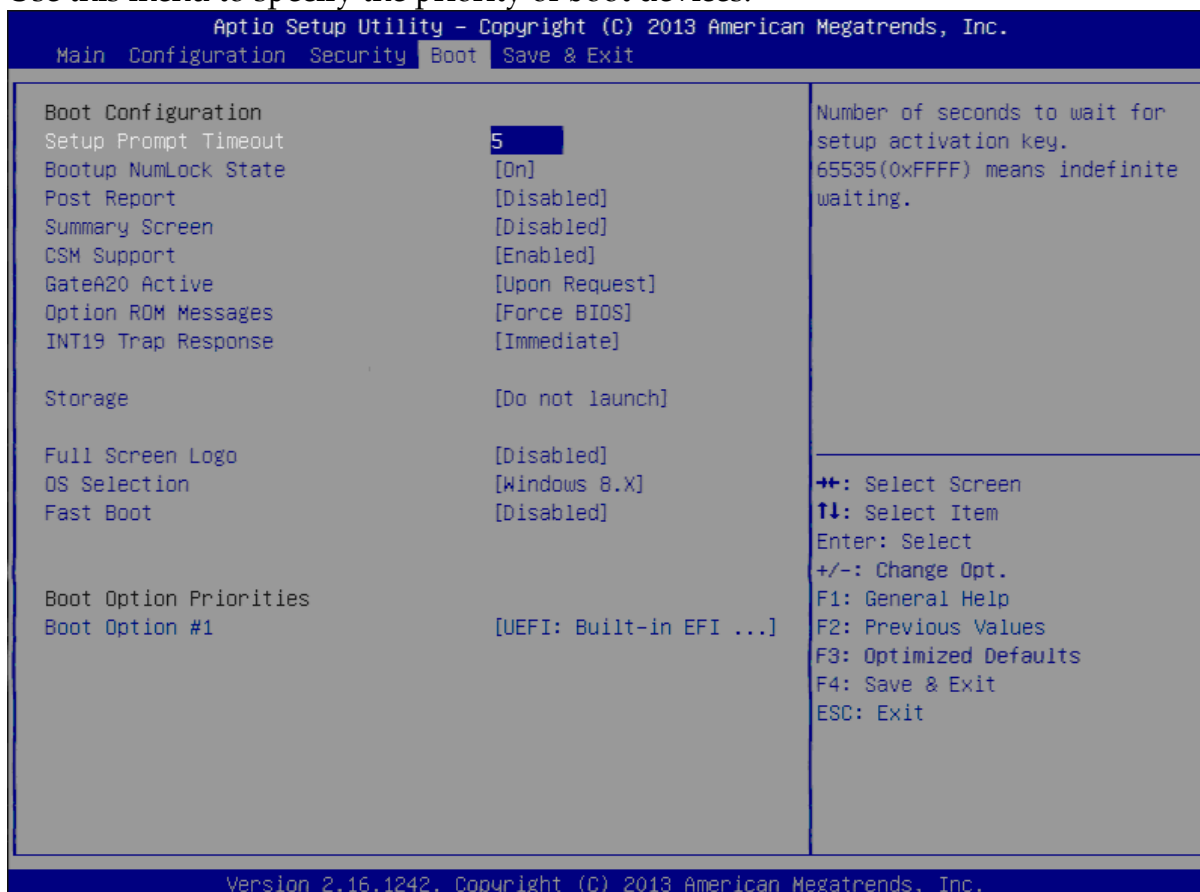 Use this menu to specify the priority of boot devices.
Aptio Setup Utility – Copyright (C) 2013 American Megatrends, Inc.
Main Configuration Security Boot Save & Exit
Boot Configuration
Setup Prompt Timeout 5
Bootup NumLock State [On]
Post Report [Disabled]
Summary Screen [Disabled]
CSM Support [Enabled]
GateA20 Active [Upon Request]
Option ROM Messages [Force BIOS]
INT19 Trap Response [Immediate]
Storage [Do not launch]
Full Screen Logo [Disabled]
OS Selection [Windows 8.X]
Fast Boot [Disabled]
Boot Option Priorities
Boot Option #1 [UEFI: Built-in EFI ...]
Number of seconds to wait for
setup activation key.
65535(0xFFFF) means indefinite
waiting.
→←: Select Screen
↑↓: Select Item
Enter: Select
+/-: Change Opt.
F1: General Help
F2: Previous Values
F3: Optimized Defaults
F4: Save & Exit
ESC: Exit
Version 2.16.1242. Copyright (C) 2013 American Megatrends, Inc.